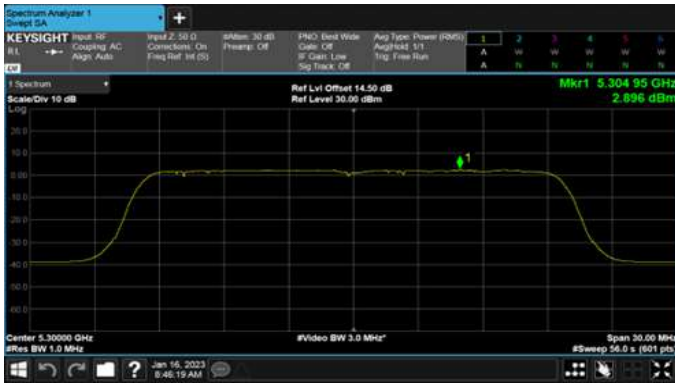 Spectrum Analyzer 1
Swept SA
+
KEYSIGHT Input: RF Input Z: 50 Ω #Atten: 30 dB PNO: Best Wide Avg Type: Power (RMS) 1 2 3 4 5 6
RL Coupling: AC Corrections: On Preamp: Off Gate: Off Avg|Hold: 1/1 A W W W W W
Align: Auto Freq Ref: Int (S) IF Gain: Low Trig: Free Run
Sig Track: Off A N N N N N
1 Spectrum Ref Lvl Offset 14.50 dB Mkr1 5.304 95 GHz
Scale/Div 10 dB Ref Level 30.00 dBm 2.896 dBm
Log
20.0
10.0
1
0.00
-10.0
-20.0
-30.0
-40.0
-50.0
-60.0
Center 5.30000 GHz #Video BW 3.0 MHz* Span 30.00 MHz
#Res BW 1.0 MHz #Sweep 56.0 s (601 pts)
? Jan 16, 2023
8:46:19 AM